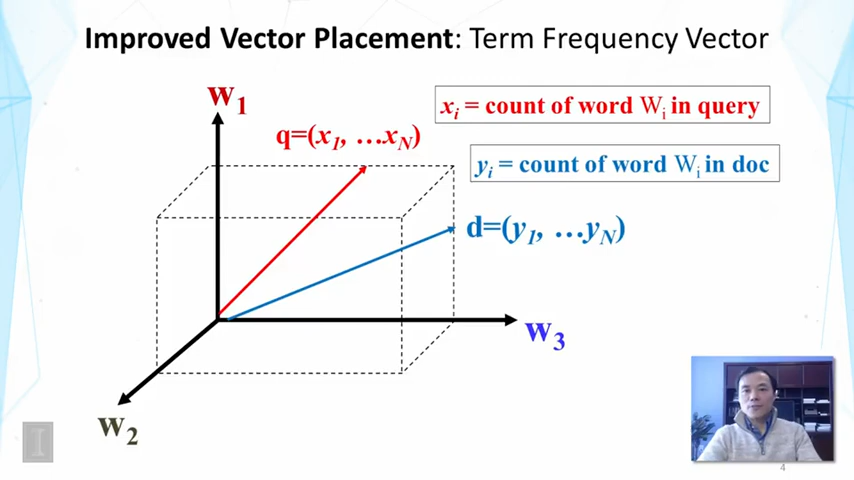 Improved Vector Placement: Term Frequency Vector
W1
xi = count of word Wi in query
q=(x1, …xN)
yi = count of word Wi in doc
d=(y1, …yN)
W3
W2
I
4